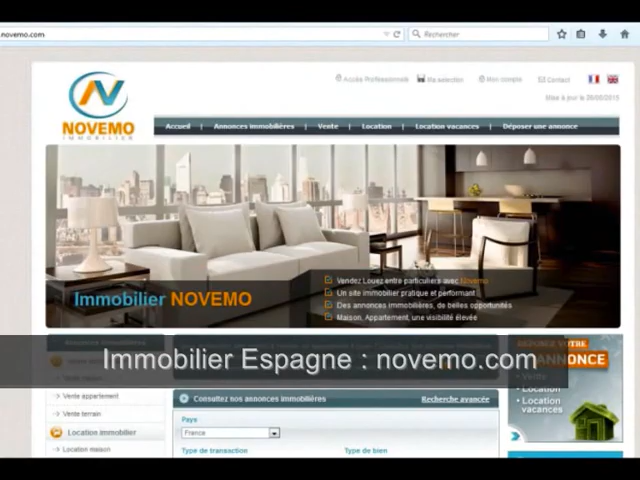 novemo.com
Rechercher
Accès Professionnels
Ma selection
Mon compte
Contact
Mise à jour le 26/06/2015
NOVEMO
IMMOBILIER
Accueil | Annonces immobilières | Vente | Location | Location vacances | Déposer une annonce
Vendez Louez entre particuliers avec Novemo
Un site immobilier pratique et performant
Immobilier NOVEMO
Des annonces immobilières, de belles opportunités
Maison, Appartement, une visibilité élevée
Immobilier Espagne : novemo.com
DÉPOSEZ VOTRE
ANNONCE
Vente
Location
Location
vacances
Vente appartement
Vente terrain
Location immobilier
Location maison
Consultez nos annonces immobilières
Recherche avancée
Pays
France
Type de transaction
Type de bien